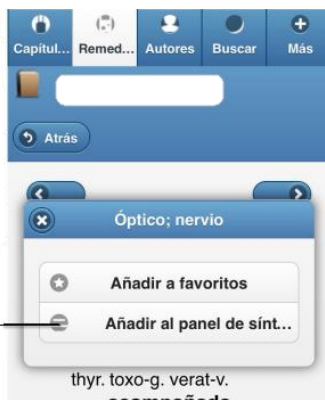 Capítul... Remed... Autores Buscar Más
Atrás
Óptico; nervio
Añadir a favoritos
Añadir al panel de sínt...
thyr. toxo-g. verat-v.
acompañado